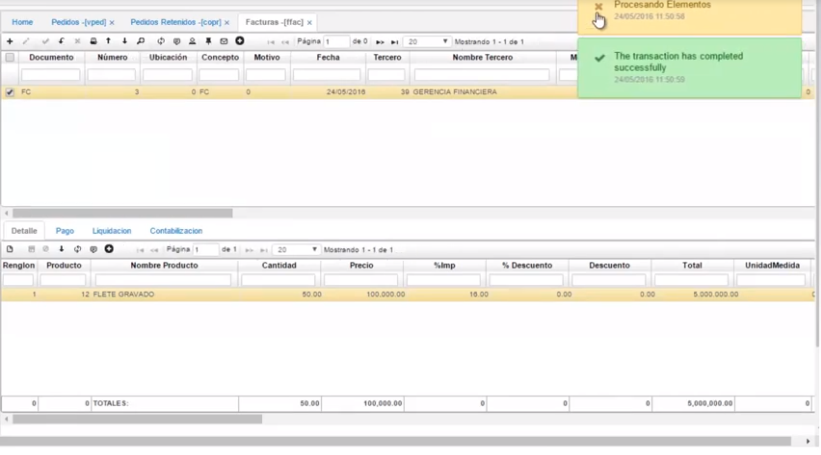 Procesando Elementos
24/05/2016 11:50:58
The transaction has completed
successfully
24/05/2016 11:50:59
Home Pedidos -[vped] × Pedidos Retenidos -[copr] × Facturas -[ffac] ×
Página 1 de 0 20 Mostrando 1 - 1 de 1
Documento Número Ubicación Concepto Motivo Fecha Tercero Nombre Tercero M
FC 3 0 FC 0 24/05/2016 39 GERENCIA FINANCIERA 0
Detalle Pago Liquidacion Contabilizacion
Página 1 de 1 20 Mostrando 1 - 1 de 1
Renglon Producto Nombre Producto Cantidad Precio %Imp % Descuento Descuento Total UnidadMedida
1 12 FLETE GRAVADO 50.00 100,000.00 16.00 0.00 0.00 5,000,000.00
0 0 TOTALES: 50.00 100,000.00 0 0 0 5,000,000.00 0